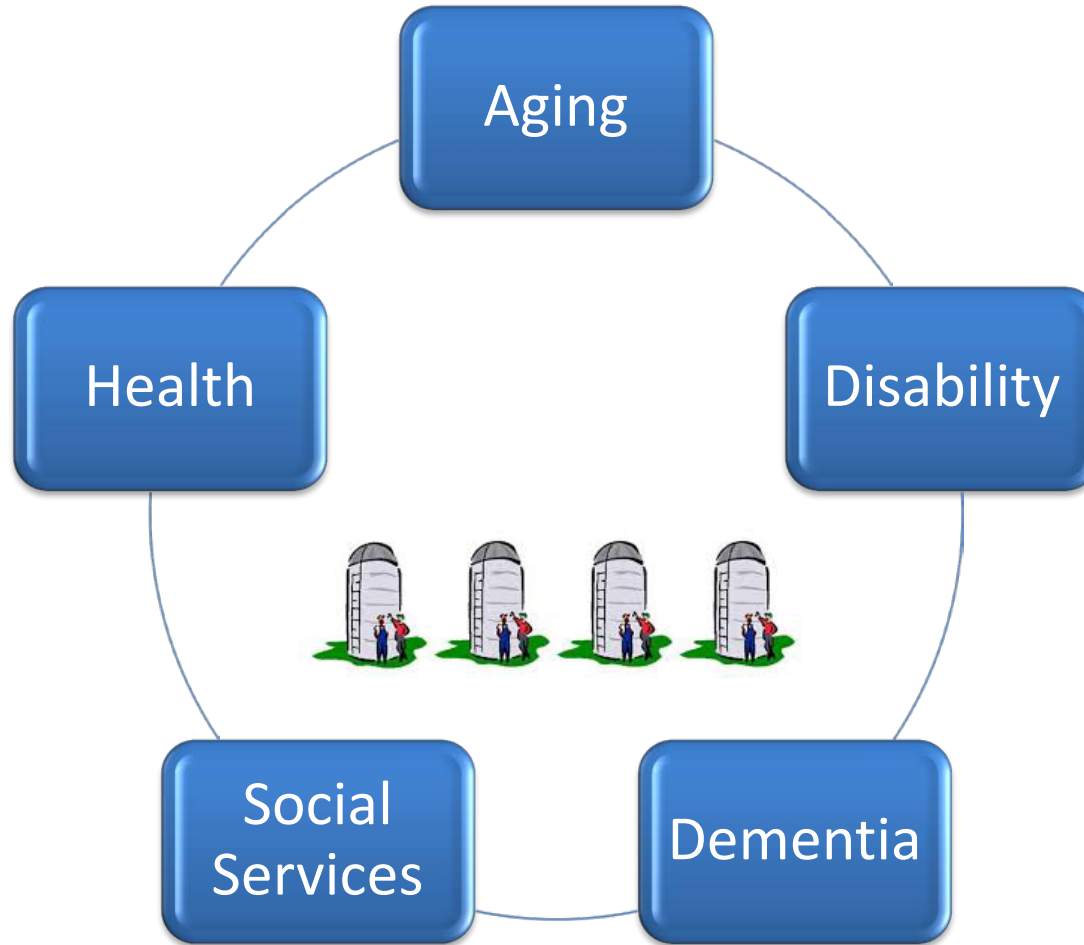 Aging
Health
Disability
Social
Services
Dementia